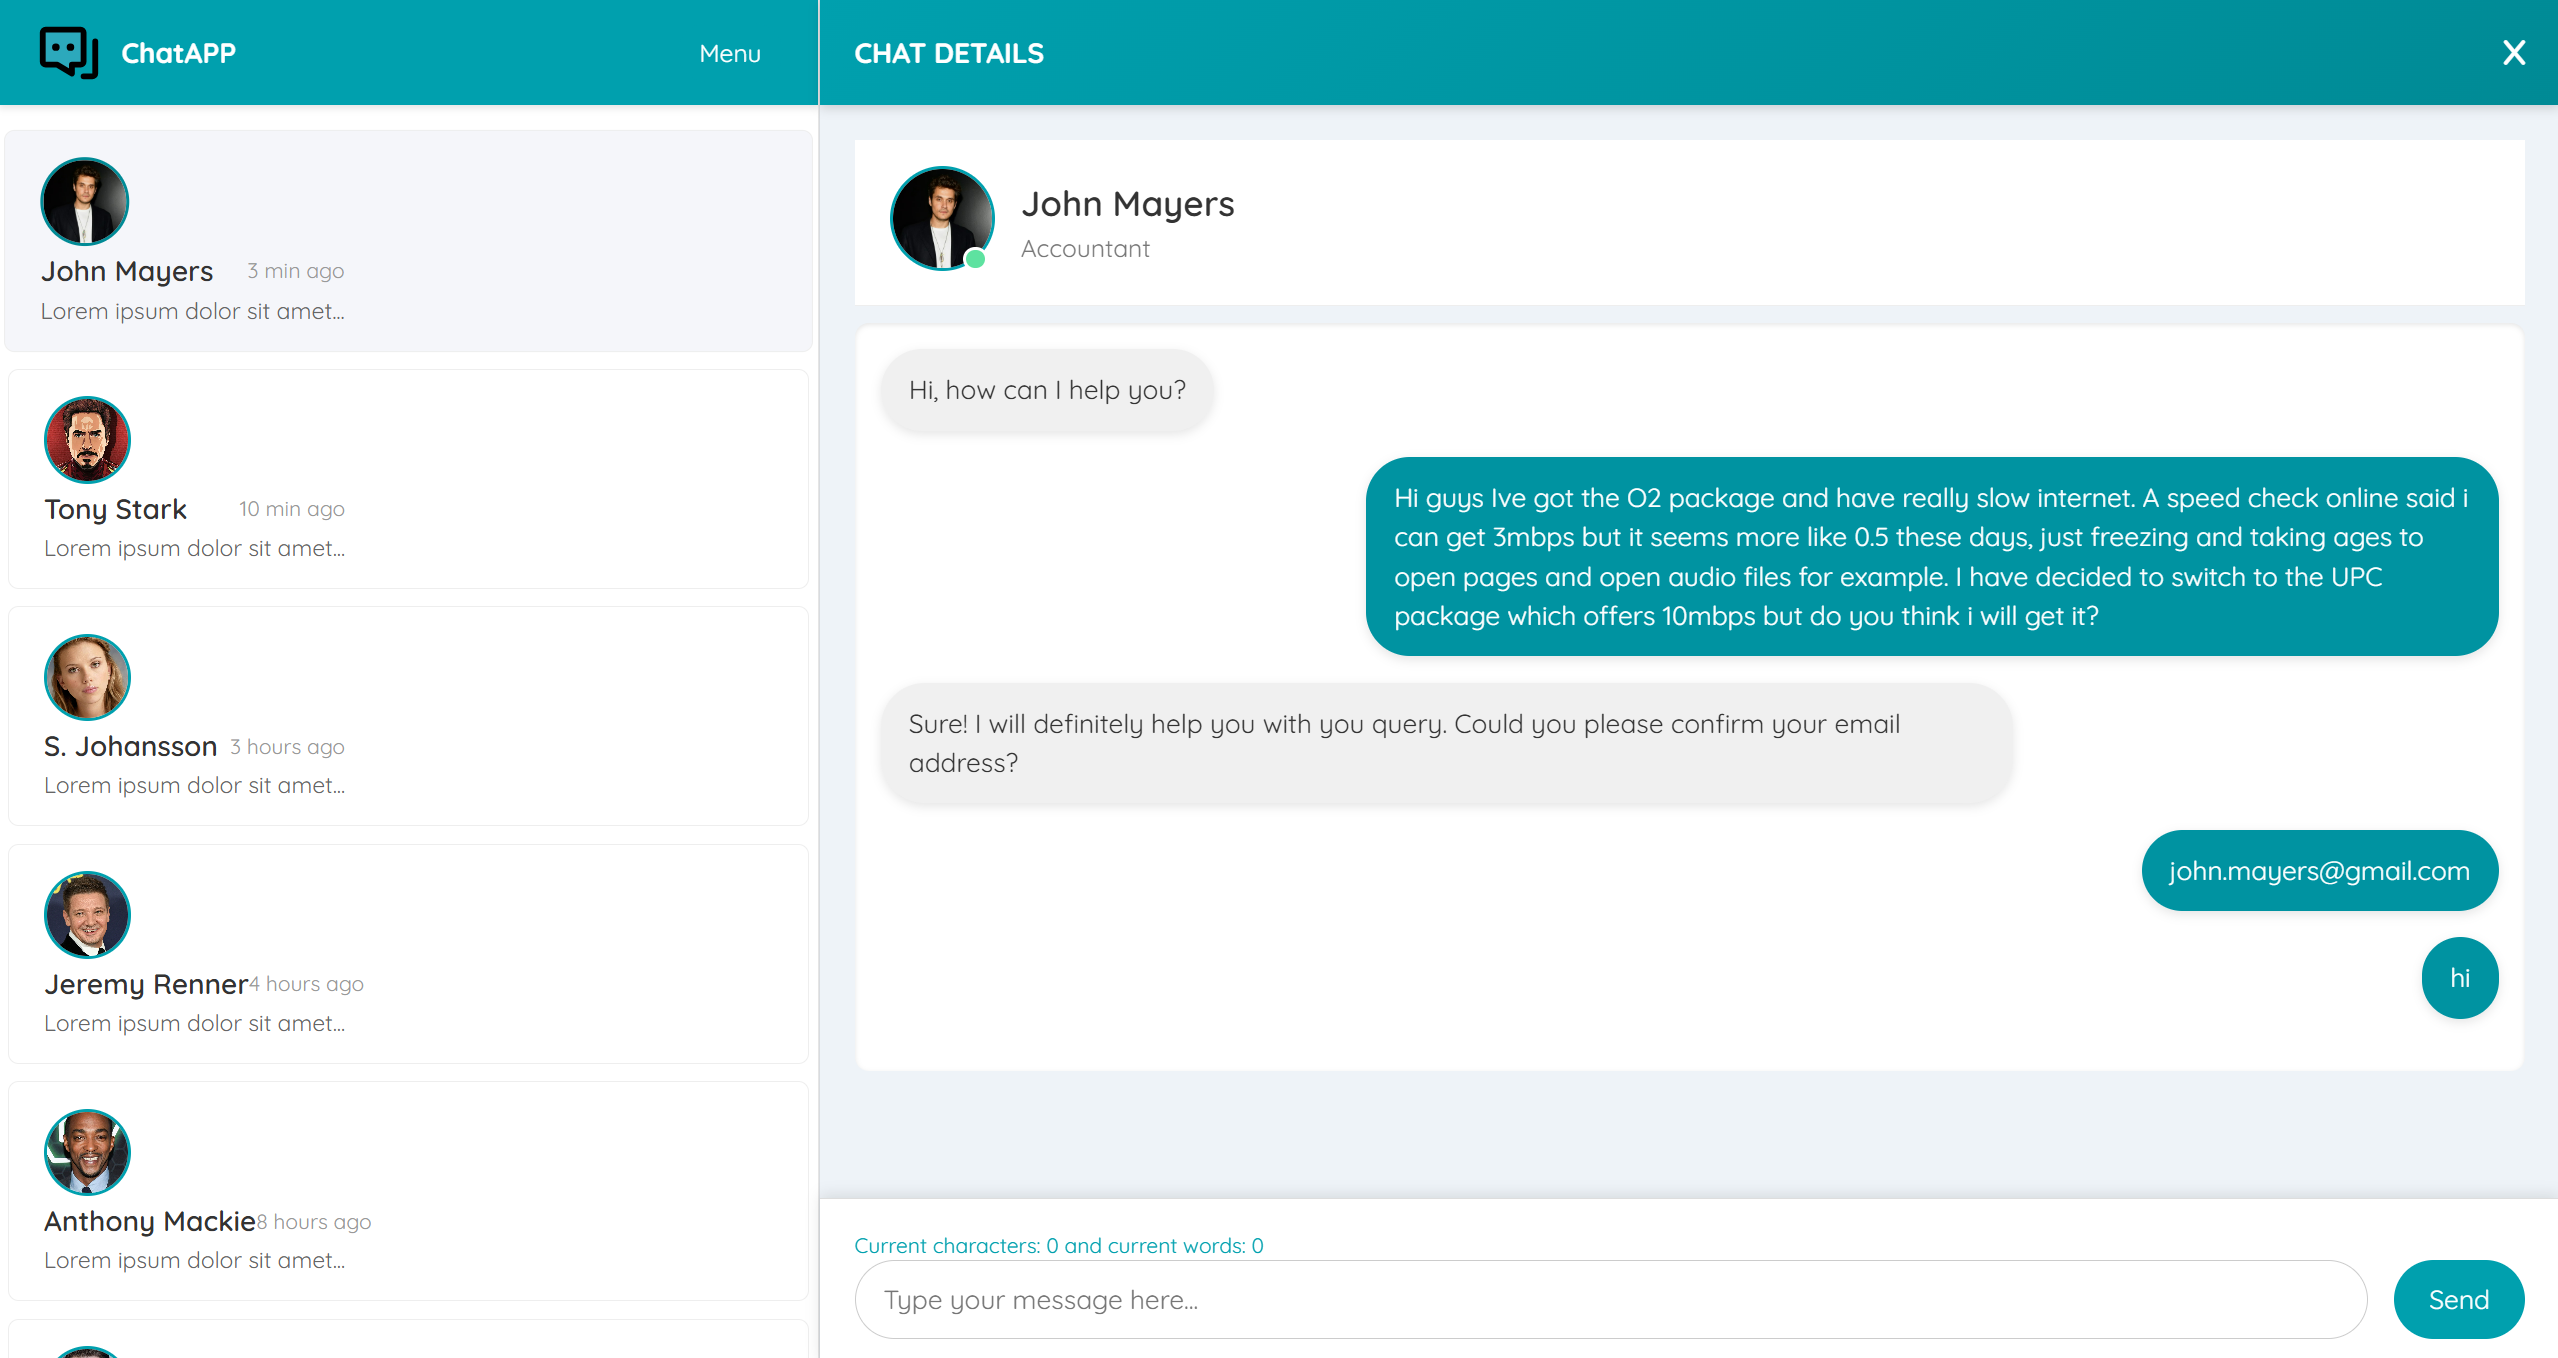 ChatAPP
Menu
John Mayers 3 min ago
Lorem ipsum dolor sit amet...
Tony Stark 10 min ago
Lorem ipsum dolor sit amet...
S. Johansson 3 hours ago
Lorem ipsum dolor sit amet...
Jeremy Renner 4 hours ago
Lorem ipsum dolor sit amet...
Anthony Mackie 8 hours ago
Lorem ipsum dolor sit amet...
CHAT DETAILS
X
John Mayers
Accountant
Hi, how can I help you?
Hi guys Ive got the O2 package and have really slow internet. A speed check online said i
can get 3mbps but it seems more like 0.5 these days, just freezing and taking ages to
open pages and open audio files for example. I have decided to switch to the UPC
package which offers 10mbps but do you think i will get it?
Sure! I will definitely help you with you query. Could you please confirm your email
address?
john.mayers@gmail.com
hi
Current characters: 0 and current words: 0
Type your message here...
Send